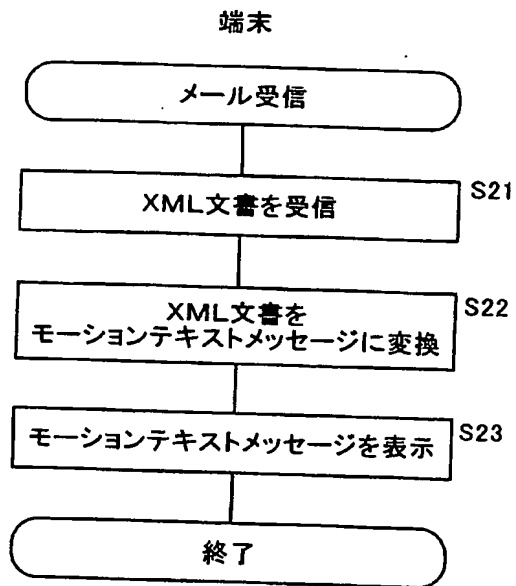 端末
メール受信
XML文書を受信
S21
XML文書を
モーションテキストメッセージに変換
S22
モーションテキストメッセージを表示
S23
終了